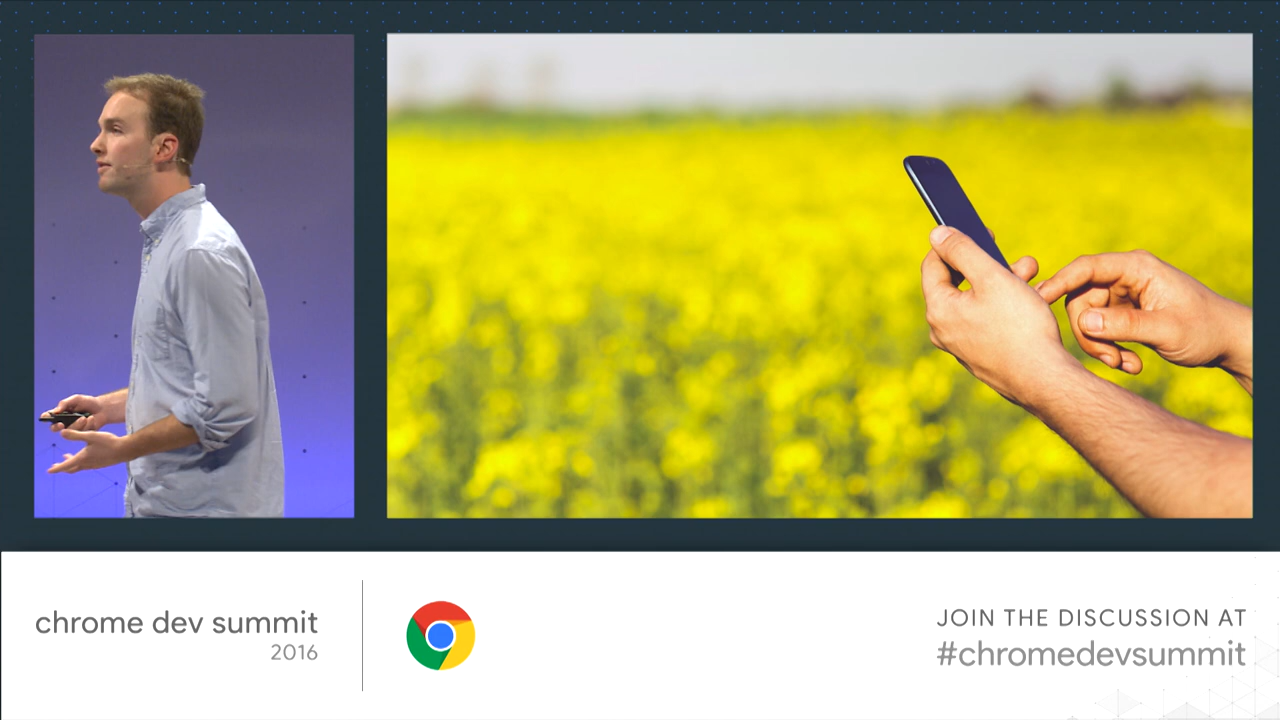 chrome dev summit
2016
JOIN THE DISCUSSION AT
#chromedevsummit